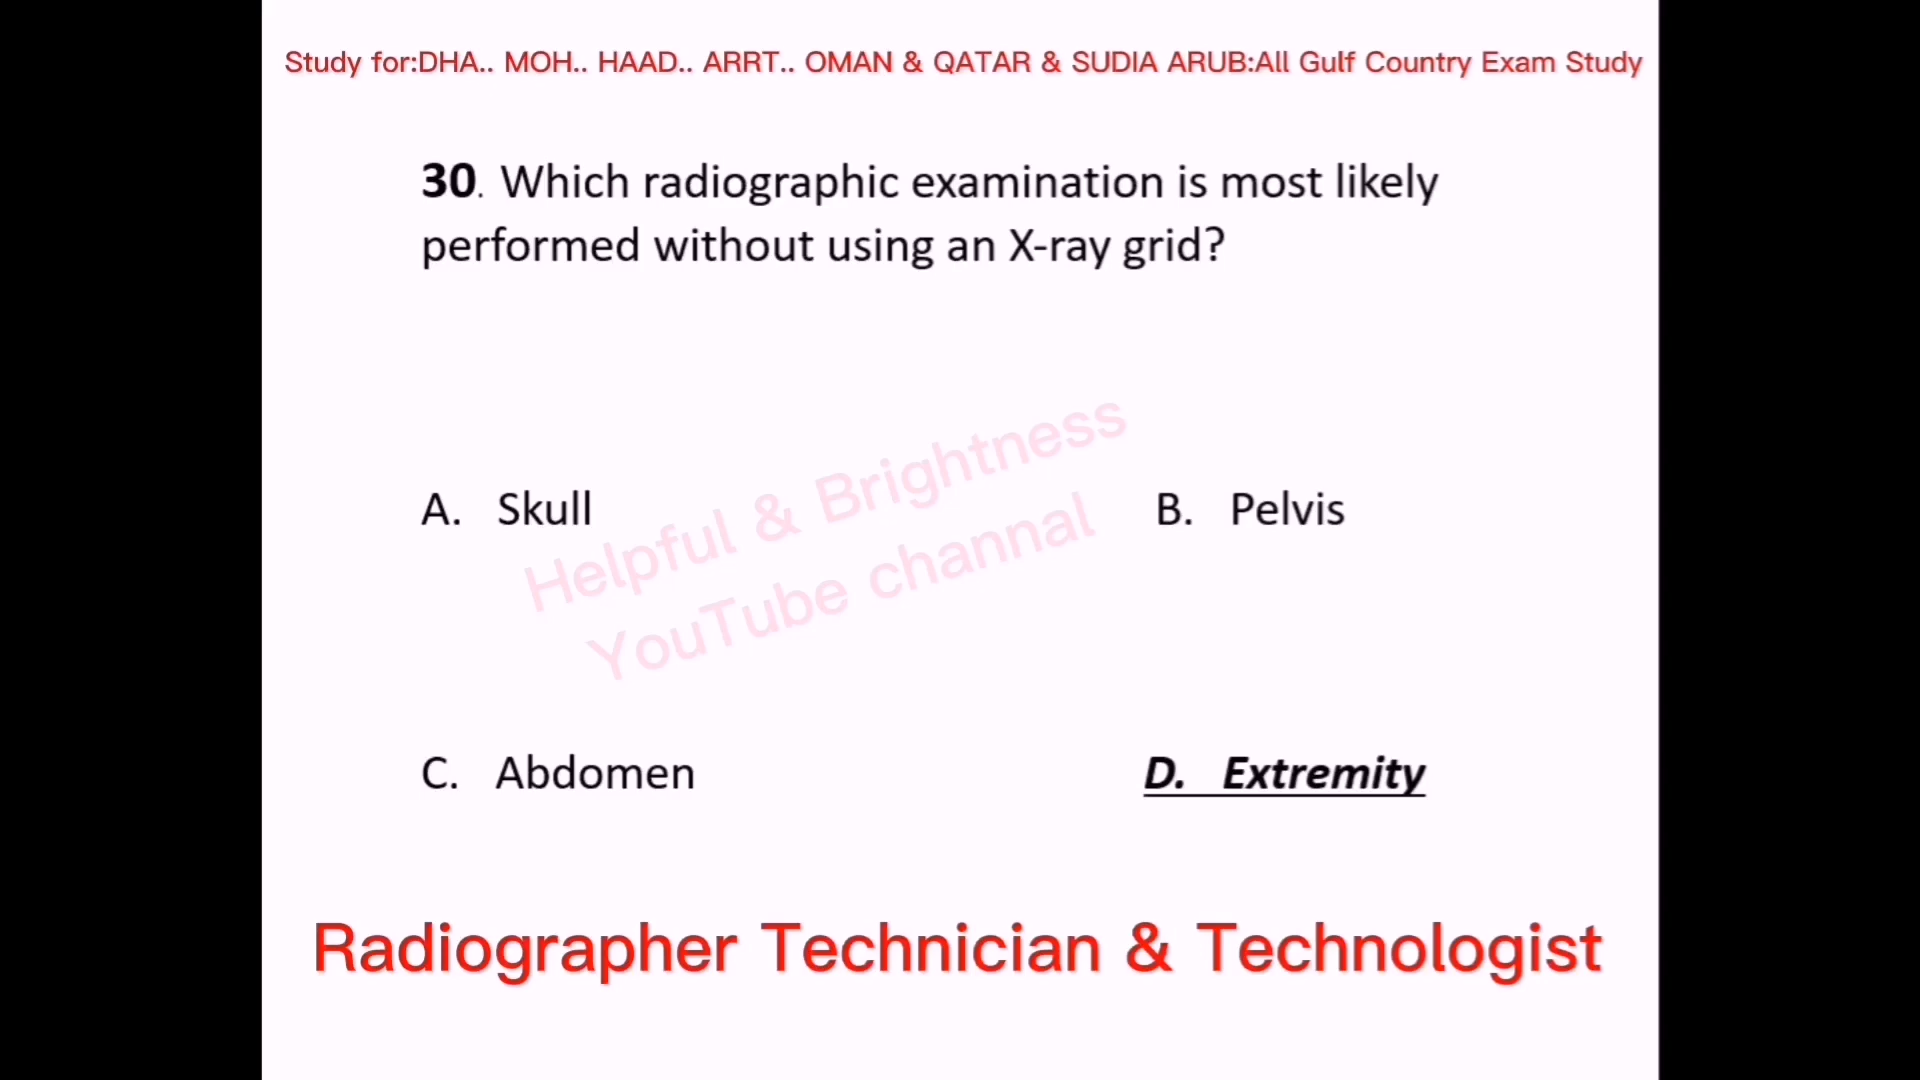 Study for:DHA.. MOH.. HAAD.. ARRT.. OMAN & QATAR & SUDIA ARUB:All Gulf Country Exam Study
30. Which radiographic examination is most likely
performed without using an X-ray grid?
Helpful & Brightness
YouTube channal
A. Skull
B. Pelvis
C. Abdomen
D. Extremity
Radiographer Technician & Technologist